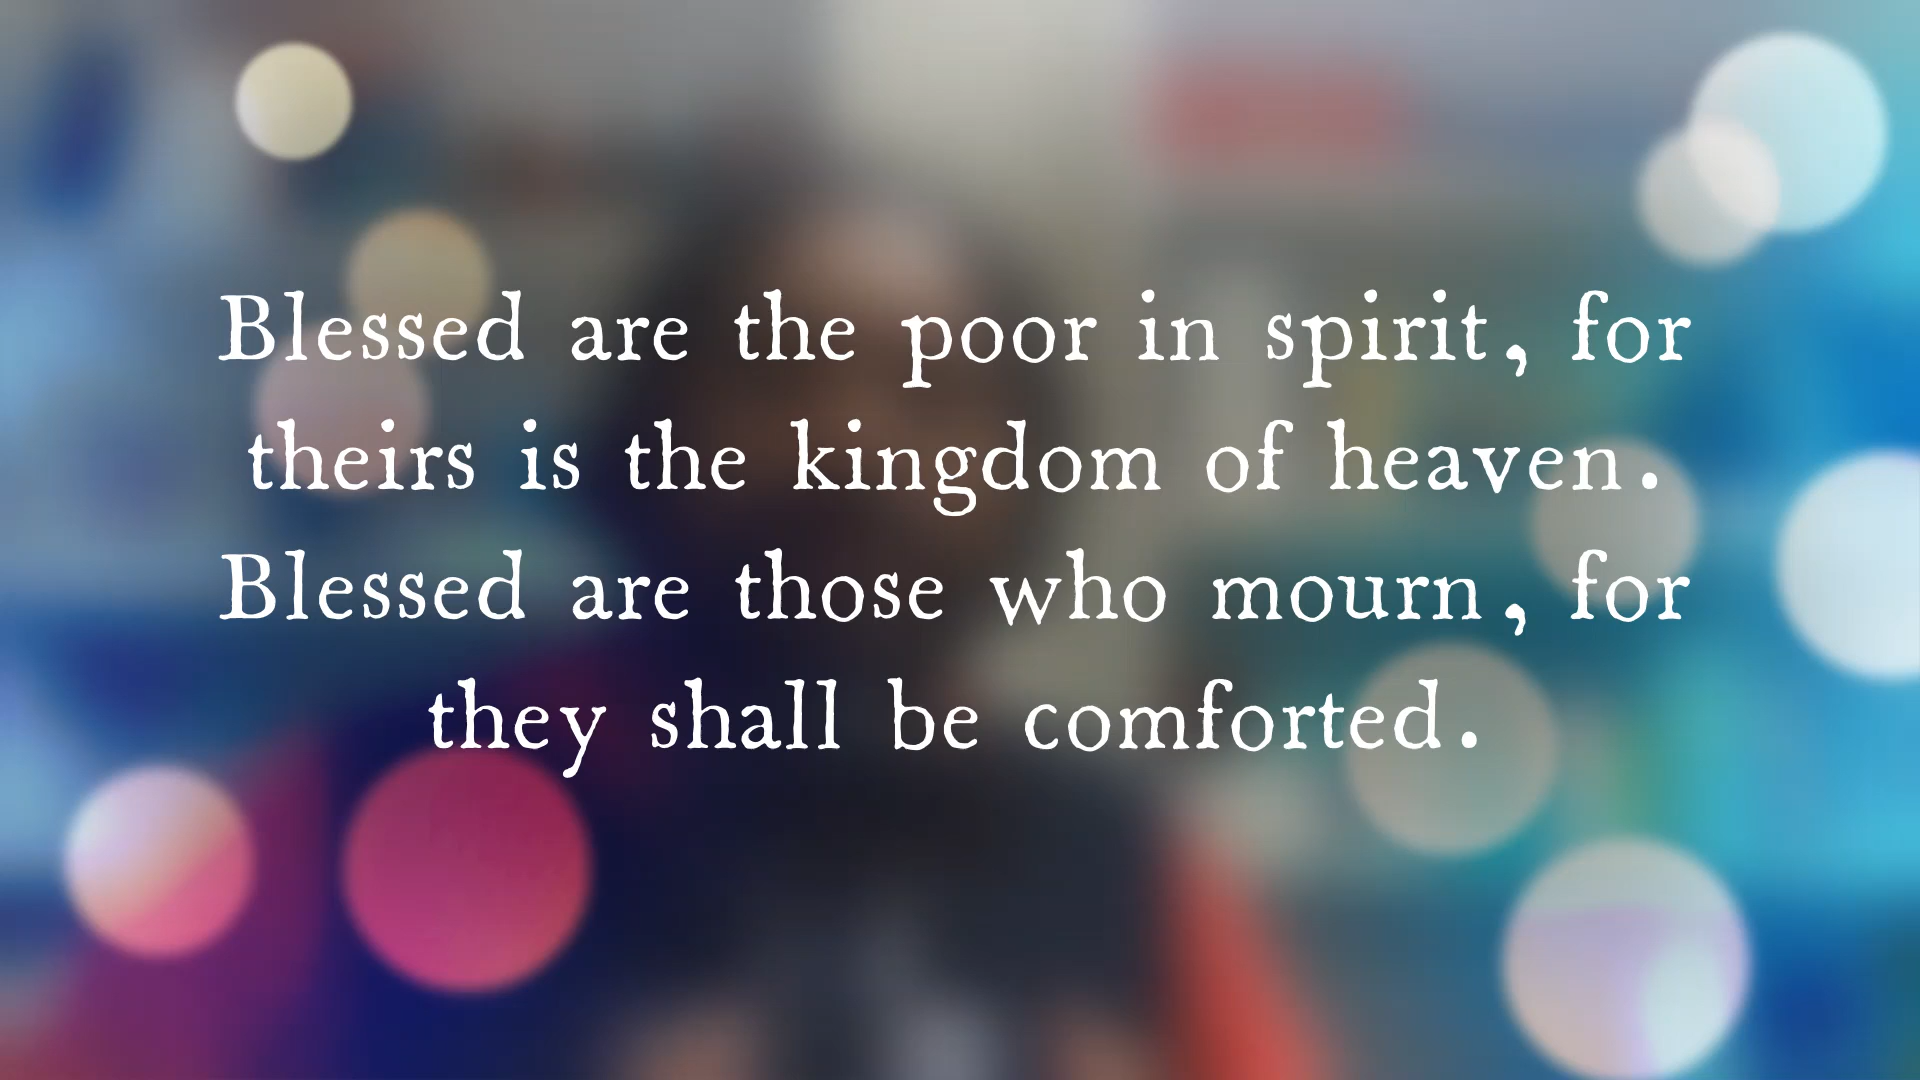 Blessed are the poor in spirit, for
theirs is the kingdom of heaven.
Blessed are those who mourn, for
they shall be comforted.